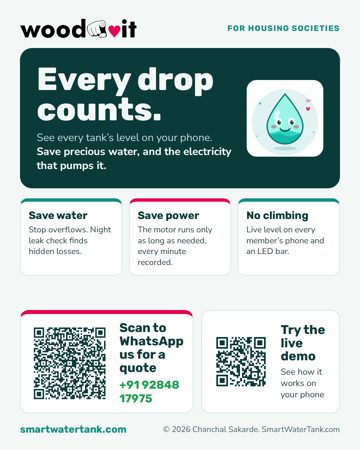 wood it
FOR HOUSING SOCIETIES
Every drop
counts.
See every tank's level on your phone.
Save precious water, and the electricity
that pumps it.
Save water
Stop overflows. Night
leak check finds
hidden losses.
Save power
The motor runs only
as long as needed,
every minute
recorded.
No climbing
Live level on every
member's phone and
an LED bar.
Scan to
WhatsApp
us for a
quote
+91 92848
17975
Try the
live
demo
See how it
works on
your phone
smartwatertank.com
© 2026 Chanchal Sakarde. SmartWaterTank.com